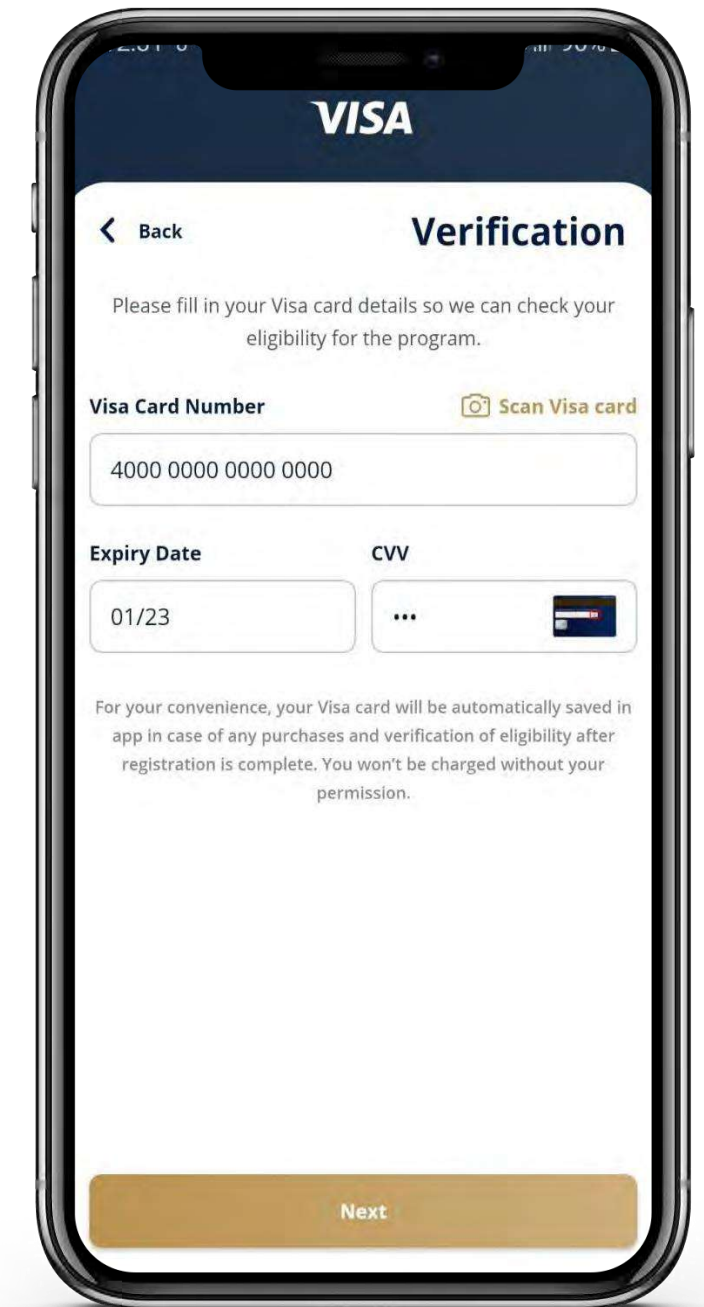 VISA
Back
Verification
Please fill in your Visa card details so we can check your
eligibility for the program.
Visa Card Number
Scan Visa card
4000 0000 0000 0000
Expiry Date
CVV
01/23
•••
For your convenience, your Visa card will be automatically saved in
app in case of any purchases and verification of eligibility after
registration is complete. You won't be charged without your
permission.
Next